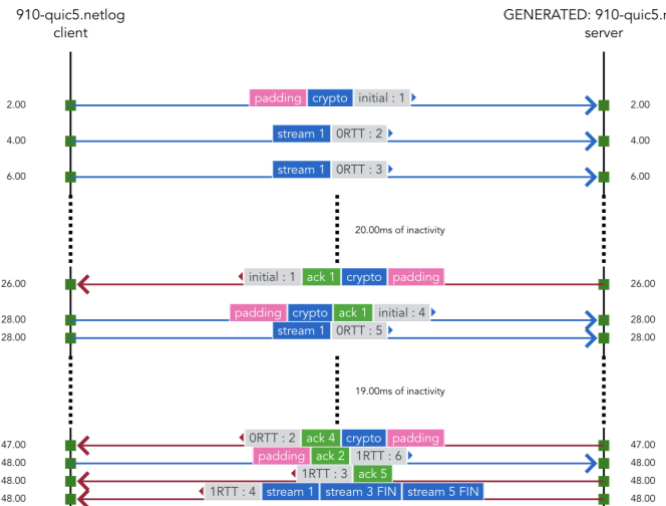 910-quic5.netlog
client
GENERATED: 910-quic5.
server
2.00 padding crypto initial : 1 2.00
4.00 stream 1 0RTT : 2 4.00
6.00 stream 1 0RTT : 3 6.00
20.00ms of inactivity
26.00 initial : 1 ack 1 crypto padding 26.00
28.00 padding crypto ack 1 initial : 4 28.00
28.00 stream 1 0RTT : 5 28.00
19.00ms of inactivity
47.00 0RTT : 2 ack 4 crypto padding 47.00
48.00 padding ack 2 1RTT : 6 48.00
48.00 1RTT : 3 ack 5 48.00
48.00 1RTT : 4 stream 1 stream 3 FIN stream 5 FIN 48.00